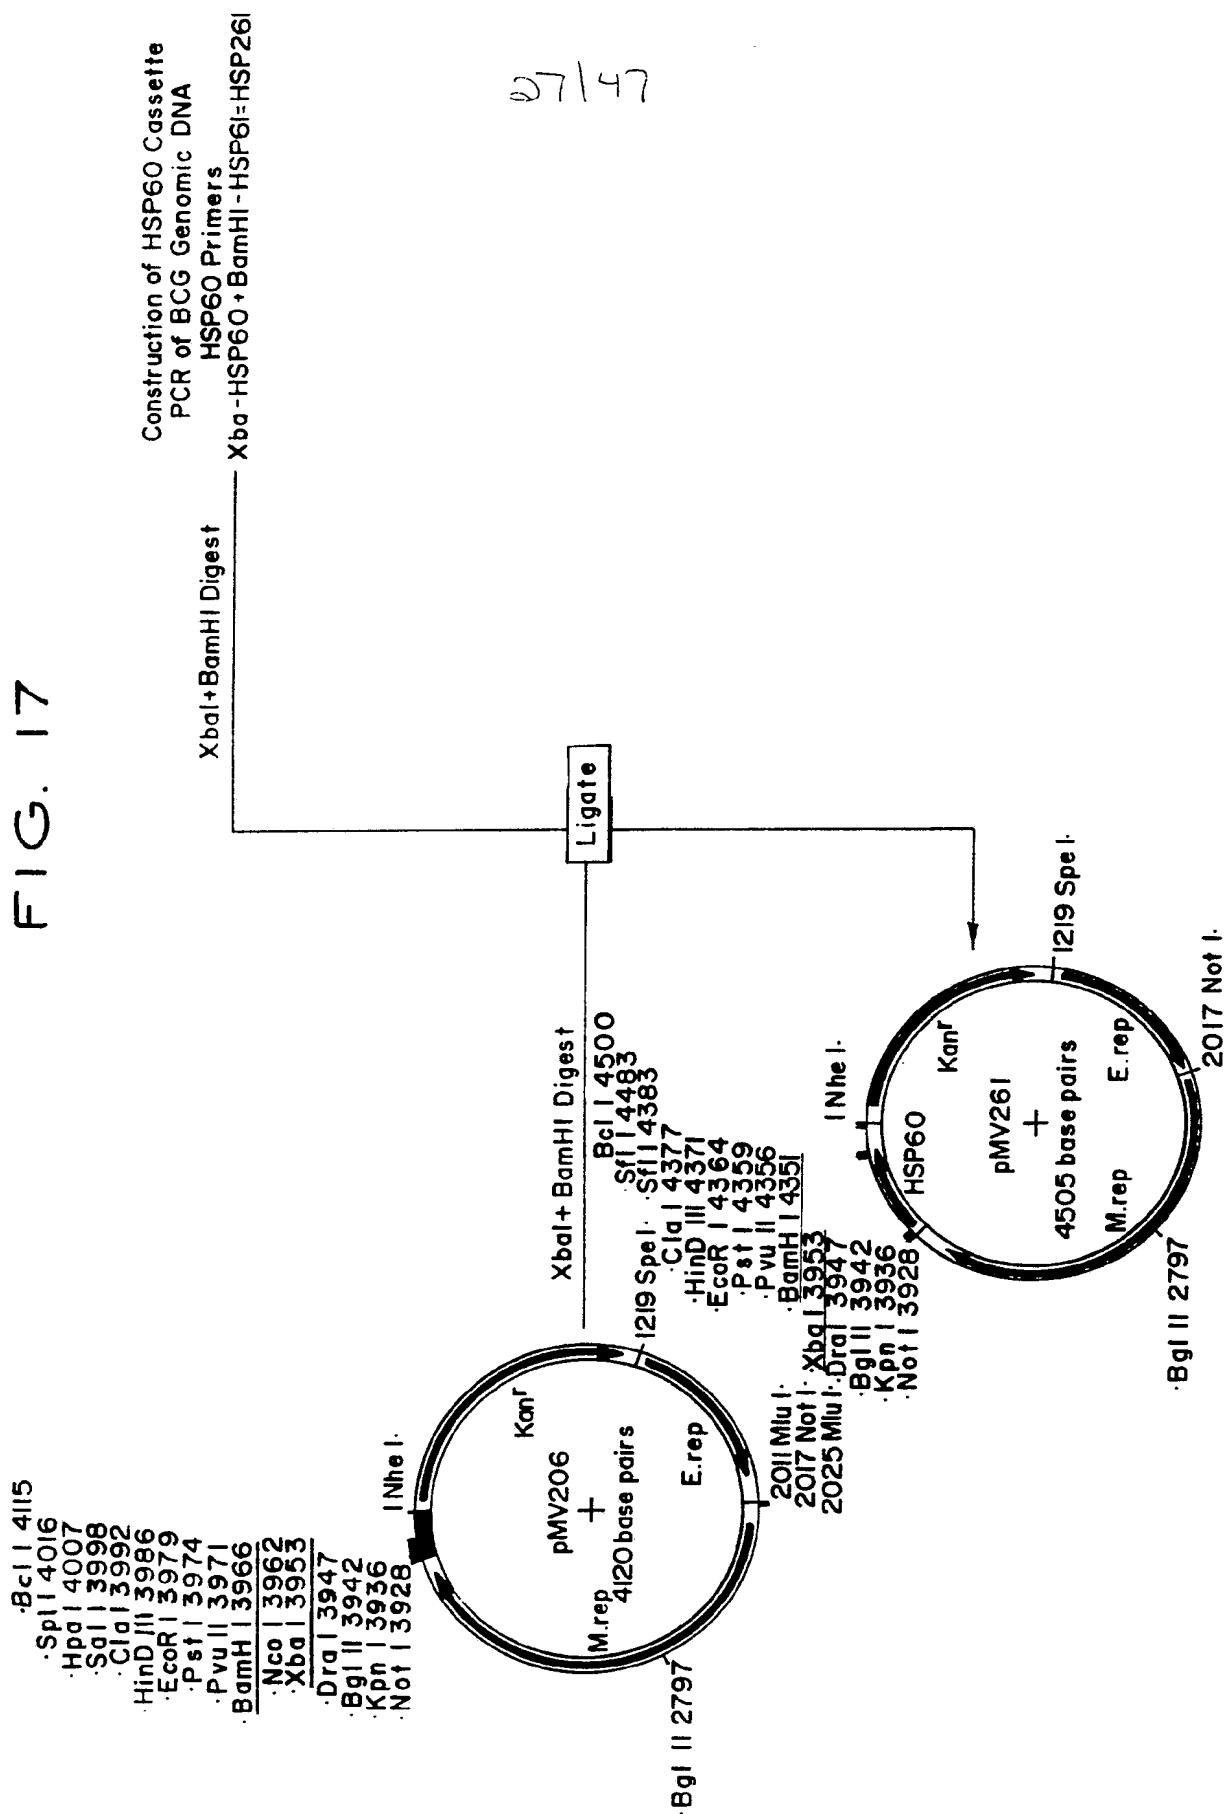 27/47
FIG. 17
Construction of HSP60 Cassette
PCR of BCG Genomic DNA
HSP60 Primers
Xba-HSP60+BamHI-HSP61=HSP261
XbaI+BamHI Digest
Ligate
XbaI+BamHI Digest
·Bcl I 4115
·Spl I 4016
·Hpa I 4007
·Sal I 3998
·Cla I 3992
·HinD III 3986
·EcoR I 3979
·Pst I 3974
·Pvu II 3971
·BamH I 3966
·Nco I 3962
·Xba I 3953
·Dra I 3947
·Bgl II 3942
·Kpn I 3936
·Not I 3928
1 Nhe I·
Kanr
pMV206
+
4120 base pairs
M.rep
E.rep
1219 Spe I·
2011 Mlu I·
2017 Not I·
2025 Mlu I·
·Bgl II 2797
Bcl I 4500
·Sfi I 4483
·Sfi I 4383
·Cla I 4377
·HinD III 4371
·EcoR I 4364
·Pst I 4359
·Pvu II 4356
·BamH I 4351
·Xba I 3953
·Dra I 3947
·Bgl II 3942
·Kpn I 3936
·Not I 3928
1 Nhe I·
HSP60
Kanr
pMV261
+
4505 base pairs
M.rep
E.rep
1219 Spe I·
2017 Not I·
·Bgl II 2797